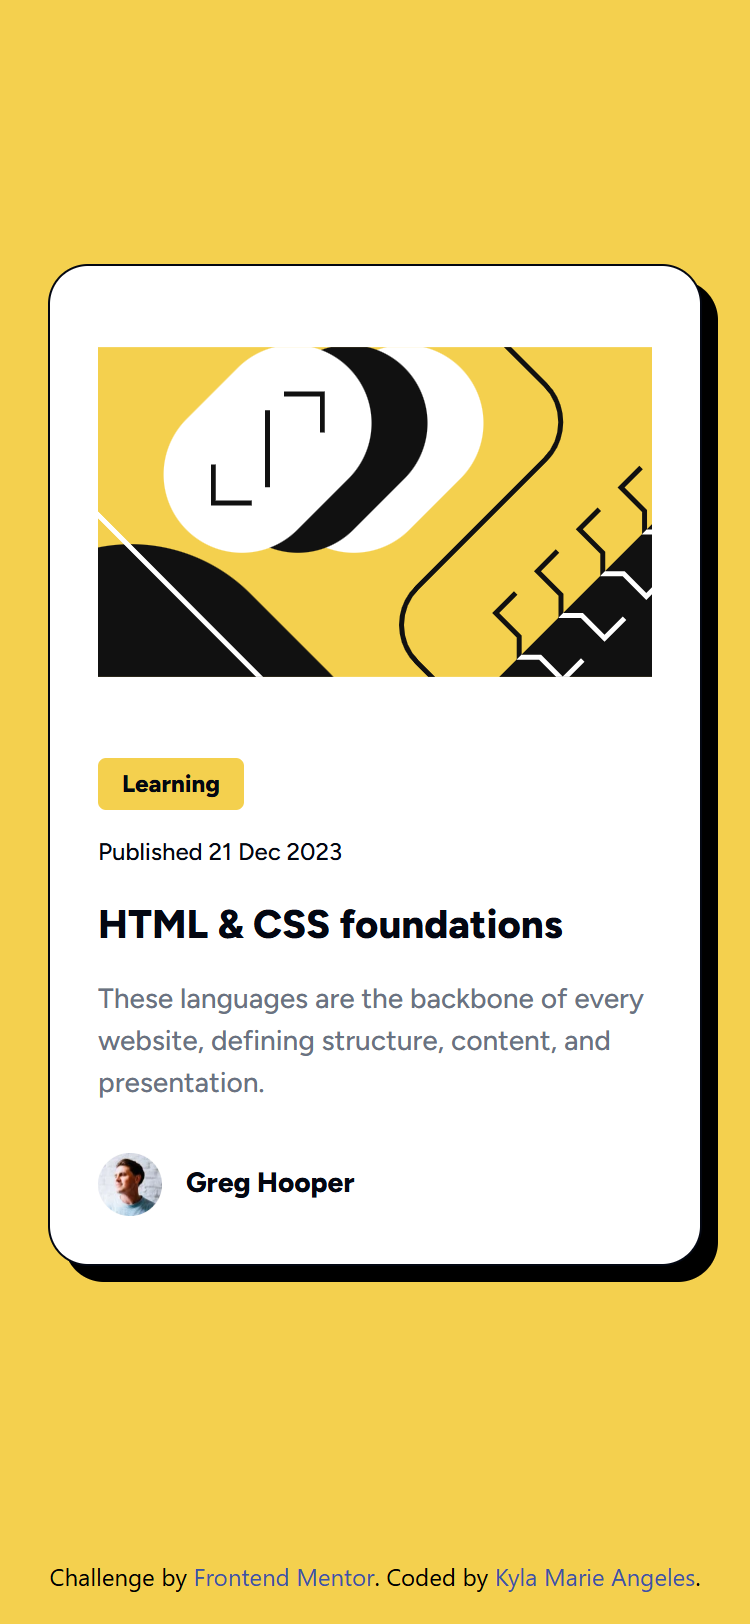 Learning
Published 21 Dec 2023
HTML & CSS foundations
These languages are the backbone of every
website, defining structure, content, and
presentation.
Greg Hooper
Challenge by Frontend Mentor. Coded by Kyla Marie Angeles.